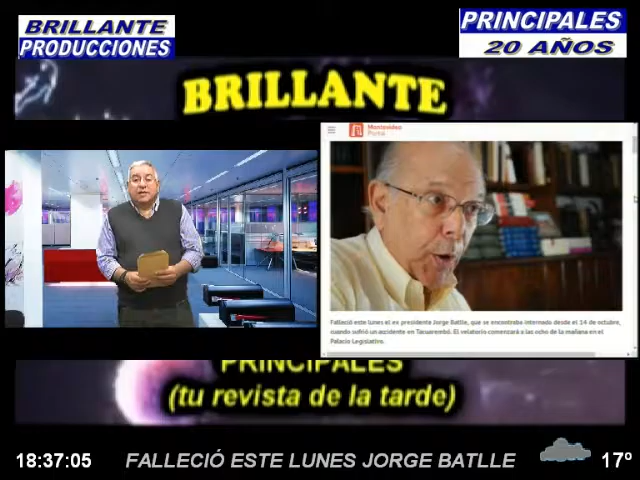 BRILLANTE
PRODUCCIONES
PRINCIPALES
20 AÑOS
BRILLANTE
Montevideo
Portal
Falleció este lunes el ex presidente Jorge Batlle, que se encontraba internado desde el 14 de octubre,
cuando sufrió un accidente en Tacuarembó. El velatorio comenzará a las ocho de la mañana en el
Palacio Legislativo.
PRINCIPALES
(tu revista de la tarde)
18:37:05
FALLECIÓ ESTE LUNES JORGE BATLLE
17º